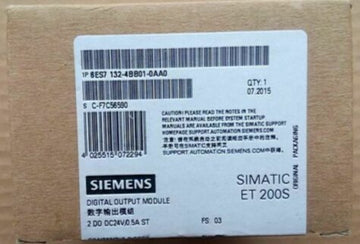 1P 6ES7 132-4BB01-0AA0
QTY: 1
07.2015
S C-F7C56590
CAUTION! PLEASE READ THE NOTES IN THE
RELEVANT MANUAL BEFORE SYSTEM STARTUP
MANUALS ARE AVAILABLE FROM THE SIMATIC SUPPORT
HOMEPAGE SUPPORT.AUTOMATION.SIEMENS.COM
SUPPORT.AUTOMATION.SIEMENS.COM
4 025515 072294
SIEMENS
SIMATIC
ET 200S
ORIGINAL PACKAGING
DIGITAL OUTPUT MODULE
数字输出模块
2 DO DC24V/0.5A ST
FS: 03